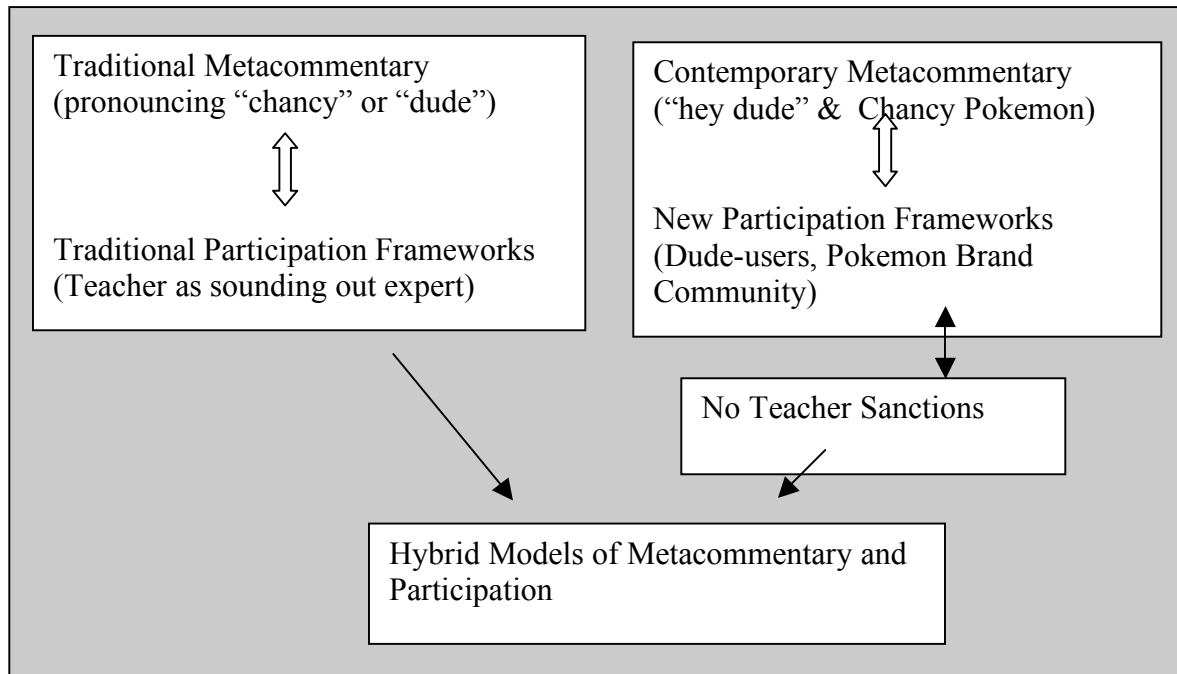 Traditional Metacommentary
(pronouncing “chancy” or “dude”)
Traditional Participation Frameworks
(Teacher as sounding out expert)
Contemporary Metacommentary
(“hey dude” &  Chancy Pokemon)
New Participation Frameworks
(Dude-users, Pokemon Brand
Community)
No Teacher Sanctions
Hybrid Models of Metacommentary and
Participation